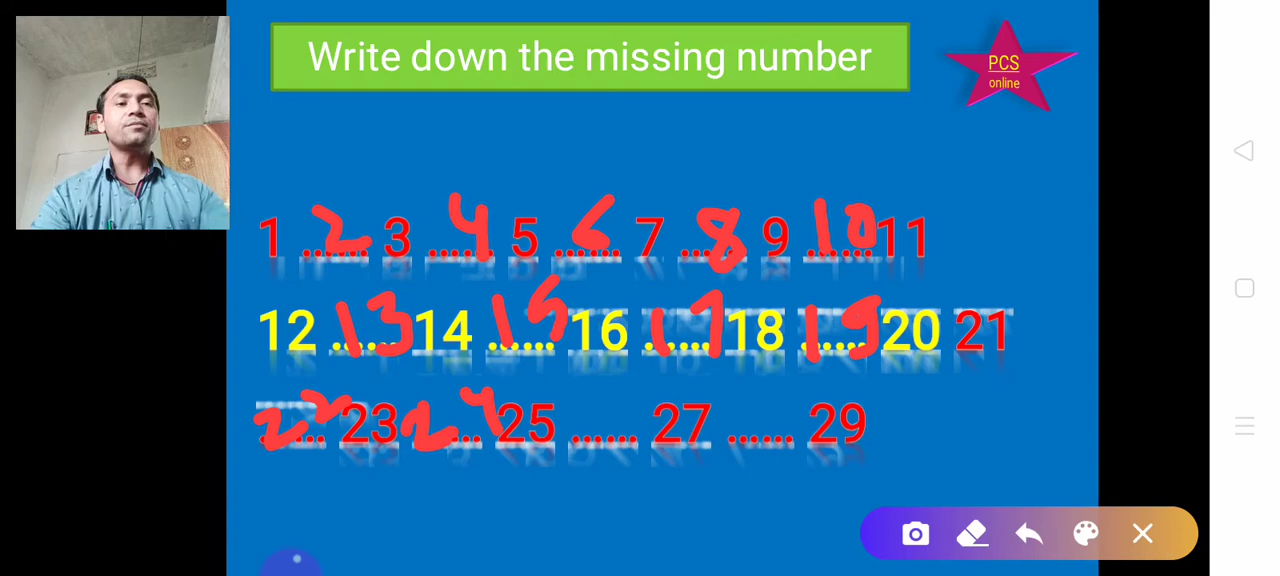 Write down the missing number
PCS
online
1 ...2... 3 ...4... 5 ...6... 7 ...8... 9 ...10... 11
12 ...13... 14 ...15... 16 ...17... 18 ...19... 20 21
...22... 23 ...24... 25 ...... 27 ...... 29